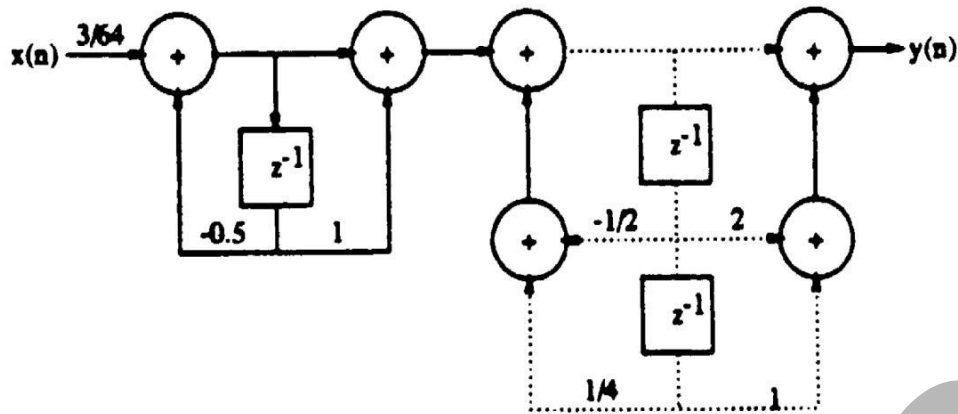 3/64
x(n) + + + + y(n)
z⁻¹ z⁻¹
-0.5 1 + -1/2 2 +
z⁻¹
1/4 1